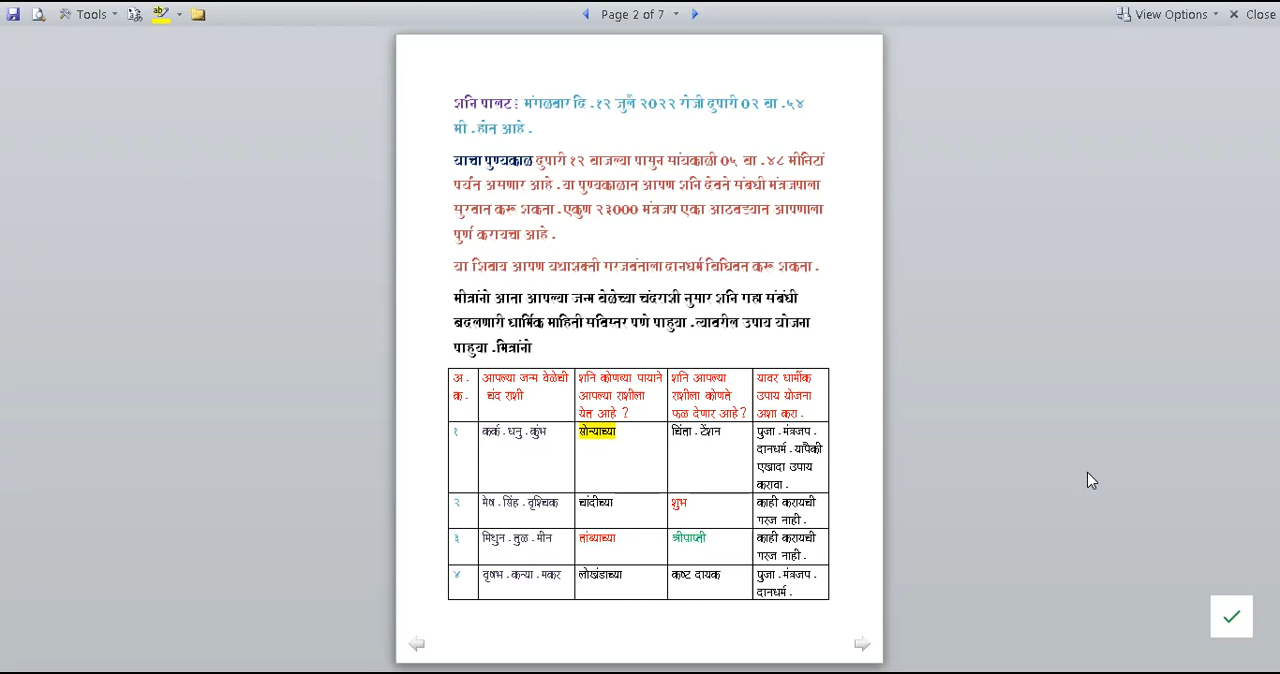 Tools
Page 2 of 7
View Options
Close
शनि पालट : मंगळवार दि .१२ जुलै २०२२ रोजी दुपारी ०२ वा .५४
मी .होत आहे .
याचा पुण्यकाळ दुपारी १२ वाजल्या पासुन सांयकाळी ०५ वा .४८ मीनिटां
पर्यंत असणार आहे .या पुण्यकाळात आपण शनि देवते संबंधी मंत्रजपाला
सुरवात करू शकता .एकुण २३००० मंत्रजप एका आठवड्यात आपणाला
पुर्ण करायचा आहे .
या शिवाय आपण यथाशक्ती गरजवंताला दानधर्म विधिवत करू शकता .
मीत्रांनो आता आपल्या जन्म वेळेच्या चंद्रराशी नुसार शनि ग्रहा संबंधी
बदलणारी धार्मिक माहिती सविस्तर पणे पाहुया .त्यावरील उपाय योजना
पाहुया .मित्रांनो
अ . आपल्या जन्म वेळेची शनि कोणत्या पायाने शनि आपल्या यावर धार्मीक
क्र . चंद्र राशी आपल्या राशीला राशीला कोणते उपाय योजना
येत आहे ? फळ देणार आहे? अशा करा .
१ कर्क .धनु .कुंभ सोन्याच्या चिंता .टेंशन पुजा .मंत्रजप .
दानधर्म .यापैकी
एखादा उपाय
करावा .
२ मेष .सिंह .वृश्चिक चांदीच्या शुभ काही करायची
गरज नाही .
३ मिथुन .तुळ .मीन तांब्याच्या श्रीप्राप्ती काही करायची
गरज नाही .
४ वृषभ .कन्या .मकर लोखंडाच्या कष्ट दायक पुजा .मंत्रजप .
दानधर्म .